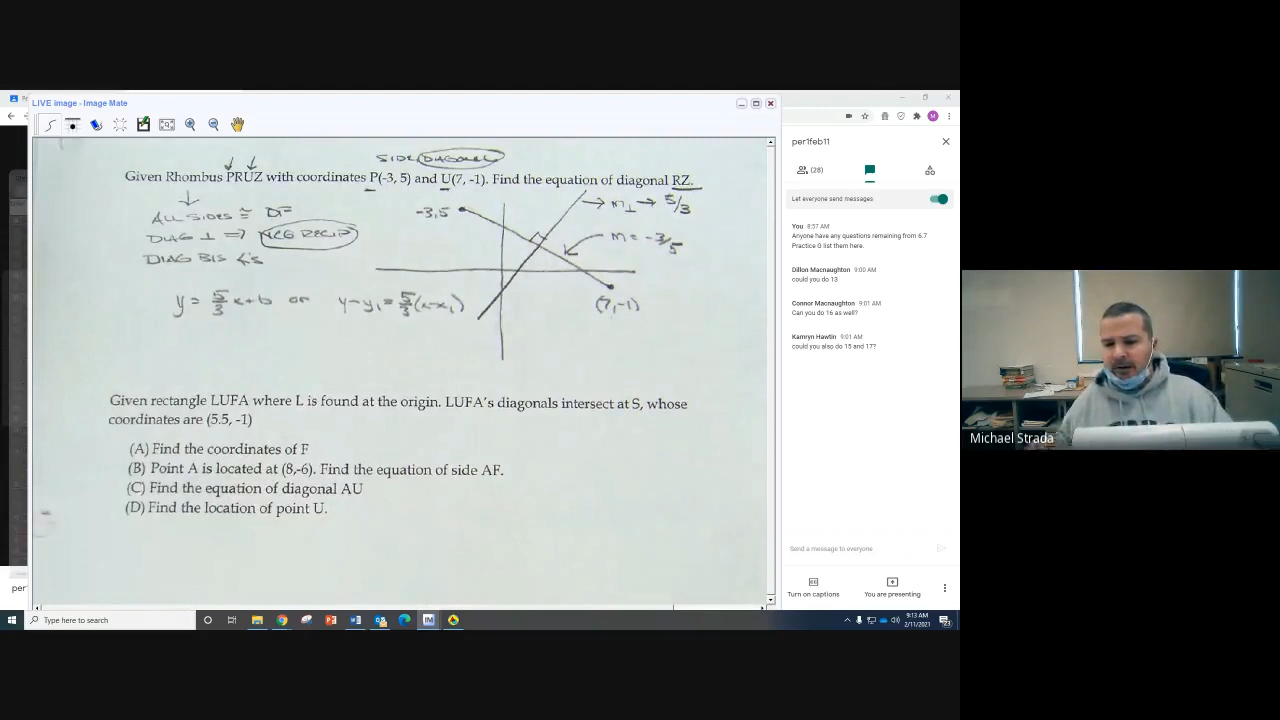 LIVE image - Image Mate
SIDE DIAGONAL
Given Rhombus PRUZ with coordinates P(-3, 5) and U(7, -1). Find the equation of diagonal RZ.
ALL SIDES ≅ DF
DIAG ⊥ ⇒ NEG RECIP
DIAG BIS ∠'s
-3,5
→ m⊥ → 5/3
m = -3/5
(7,-1)
y = 5/3 x + b or y-y₁ = 5/3 (x-x₁)
Given rectangle LUFA where L is found at the origin. LUFA's diagonals intersect at S, whose
coordinates are (5.5, -1)
(A) Find the coordinates of F
(B) Point A is located at (8,-6). Find the equation of side AF.
(C) Find the equation of diagonal AU
(D) Find the location of point U.
per1feb11
(28)
Let everyone send messages
You 8:57 AM
Anyone have any questions remaining from 6.7
Practice G list them here.
Dillon Macnaughton 9:00 AM
could you do 13
Connor Macnaughton 9:01 AM
Can you do 16 as well?
Kamryn Hawtin 9:01 AM
could you also do 15 and 17?
Send a message to everyone
Turn on captions
You are presenting
Michael Strada
per1
Type here to search
9:13 AM
2/11/2021